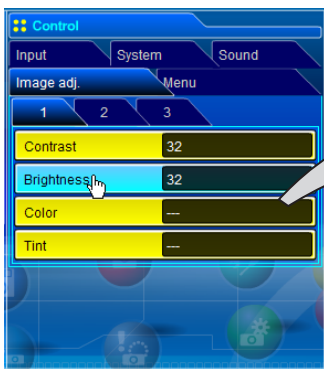 Control
Input System Sound
Image adj. Menu
1 2 3
Contrast 32
Brightness 32
Color ---
Tint ---